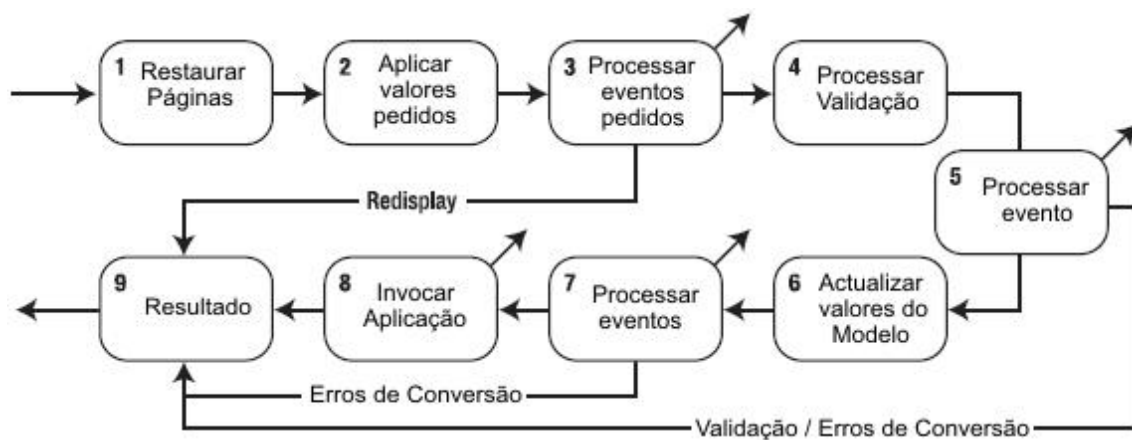 1 Restaurar
Páginas
2 Aplicar
valores
pedidos
3 Processar
eventos
pedidos
4 Processar
Validação
5 Processar
evento
Redisplay
9 Resultado
8 Invocar
Aplicação
7 Processar
eventos
6 Actualizar
valores do
Modelo
Erros de Conversão
Validação / Erros de Conversão